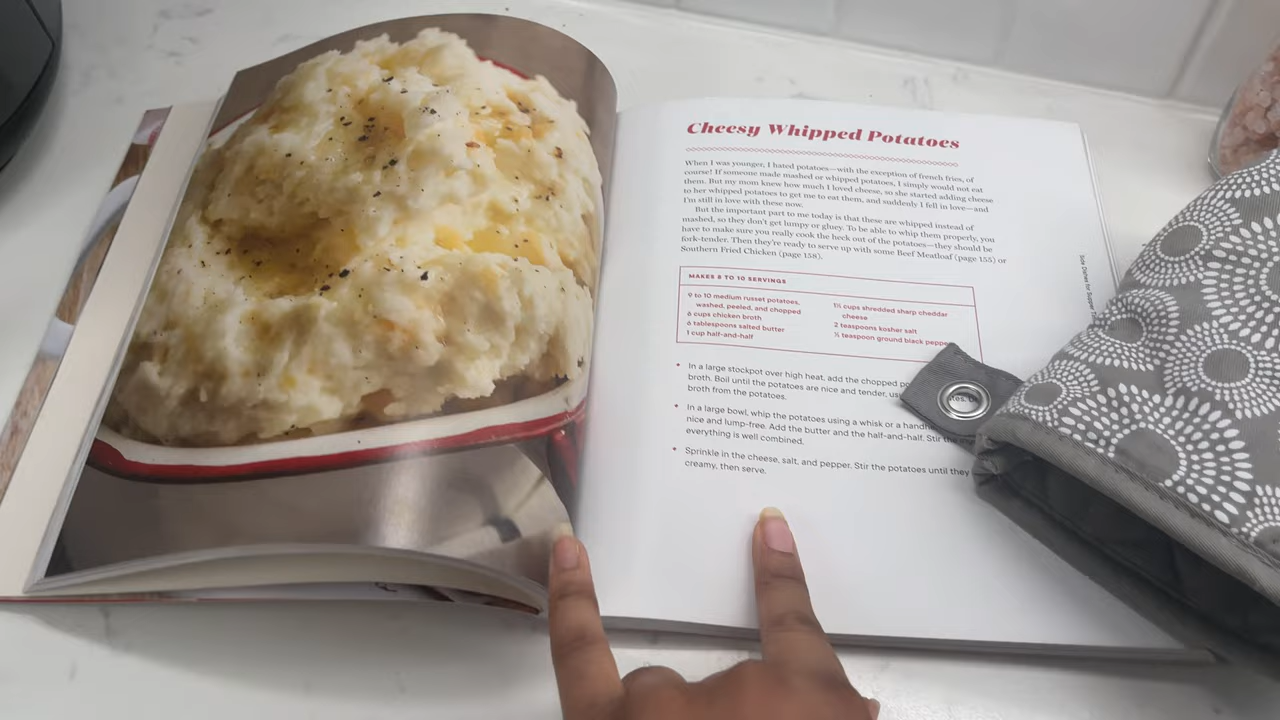 Cheesy Whipped Potatoes
When I was younger, I hated potatoes—with the exception of french fries, of
course! If someone made mashed or whipped potatoes, I simply would not eat
them. But my mom knew how much I loved cheese, so she started adding cheese
to her whipped potatoes to get me to eat them, and suddenly I fell in love—and
I'm still in love with these now.
But the important part to me today is that these are whipped instead of
mashed, so they don't get lumpy or gluey. To be able to whip them properly, you
have to make sure you really cook the heck out of the potatoes—they should be
fork-tender. Then they're ready to serve up with some Beef Meatloaf (page 155) or
Southern Fried Chicken (page 158).
MAKES 8 TO 10 SERVINGS
9 to 10 medium russet potatoes,
washed, peeled, and chopped
6 cups chicken broth
6 tablespoons salted butter
1 cup half-and-half
cups shredded sharp cheddar
cheese
2 teaspoons kosher salt
½ teaspoon ground black pepper
• In a large stockpot over high heat, add the chopped
broth. Boil until the potatoes are nice and tender,
broth from the potatoes.
• In a large bowl, whip the potatoes using a whisk or a
nice and lump-free. Add the butter and the half-and-half. Stir
everything is well combined.
• Sprinkle in the cheese, salt, and pepper. Stir the potatoes until they
creamy, then serve.
Side Dishes for